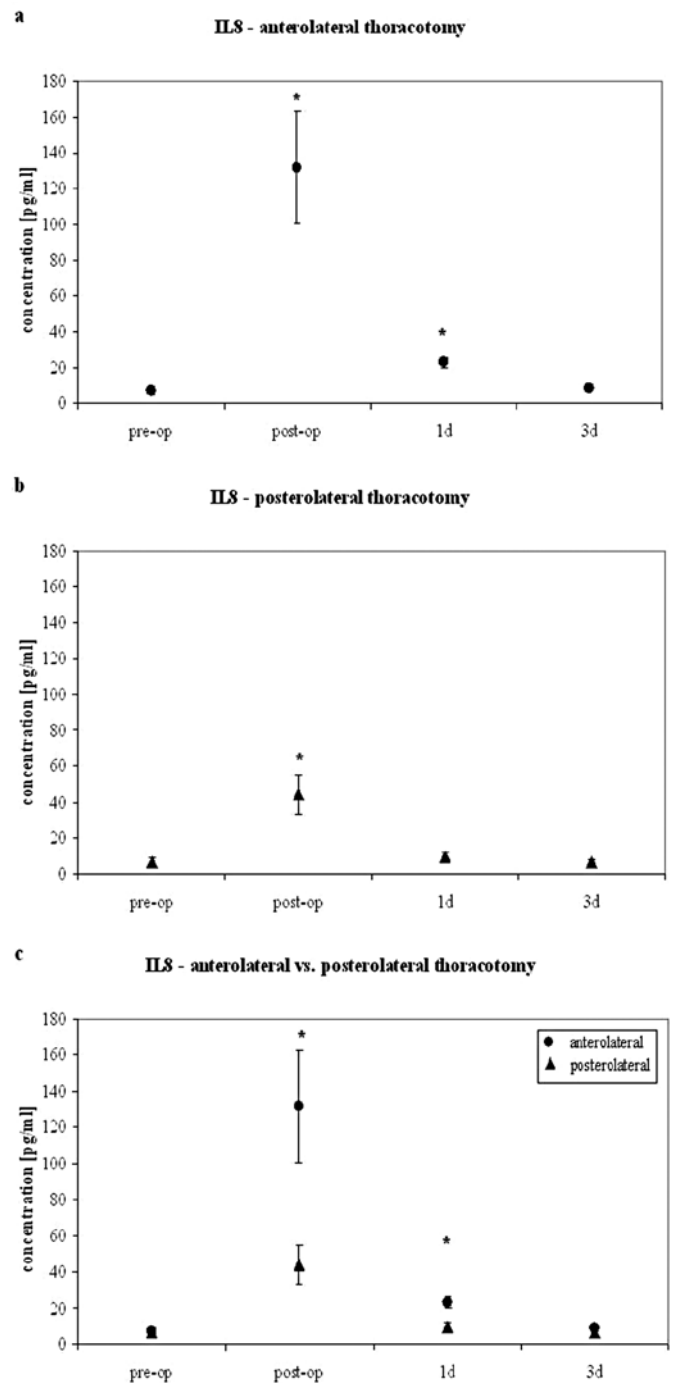 a
IL8 - anterolateral thoracotomy
concentration [pg/ml]
180
160
140
120
100
80
60
40
20
0
*
*
pre-op post-op 1d 3d
b
IL8 - posterolateral thoracotomy
concentration [pg/ml]
180
160
140
120
100
80
60
40
20
0
*
pre-op post-op 1d 3d
c
IL8 - anterolateral vs. posterolateral thoracotomy
concentration [pg/ml]
180
160
140
120
100
80
60
40
20
0
*
*
anterolateral
posterolateral
pre-op post-op 1d 3d